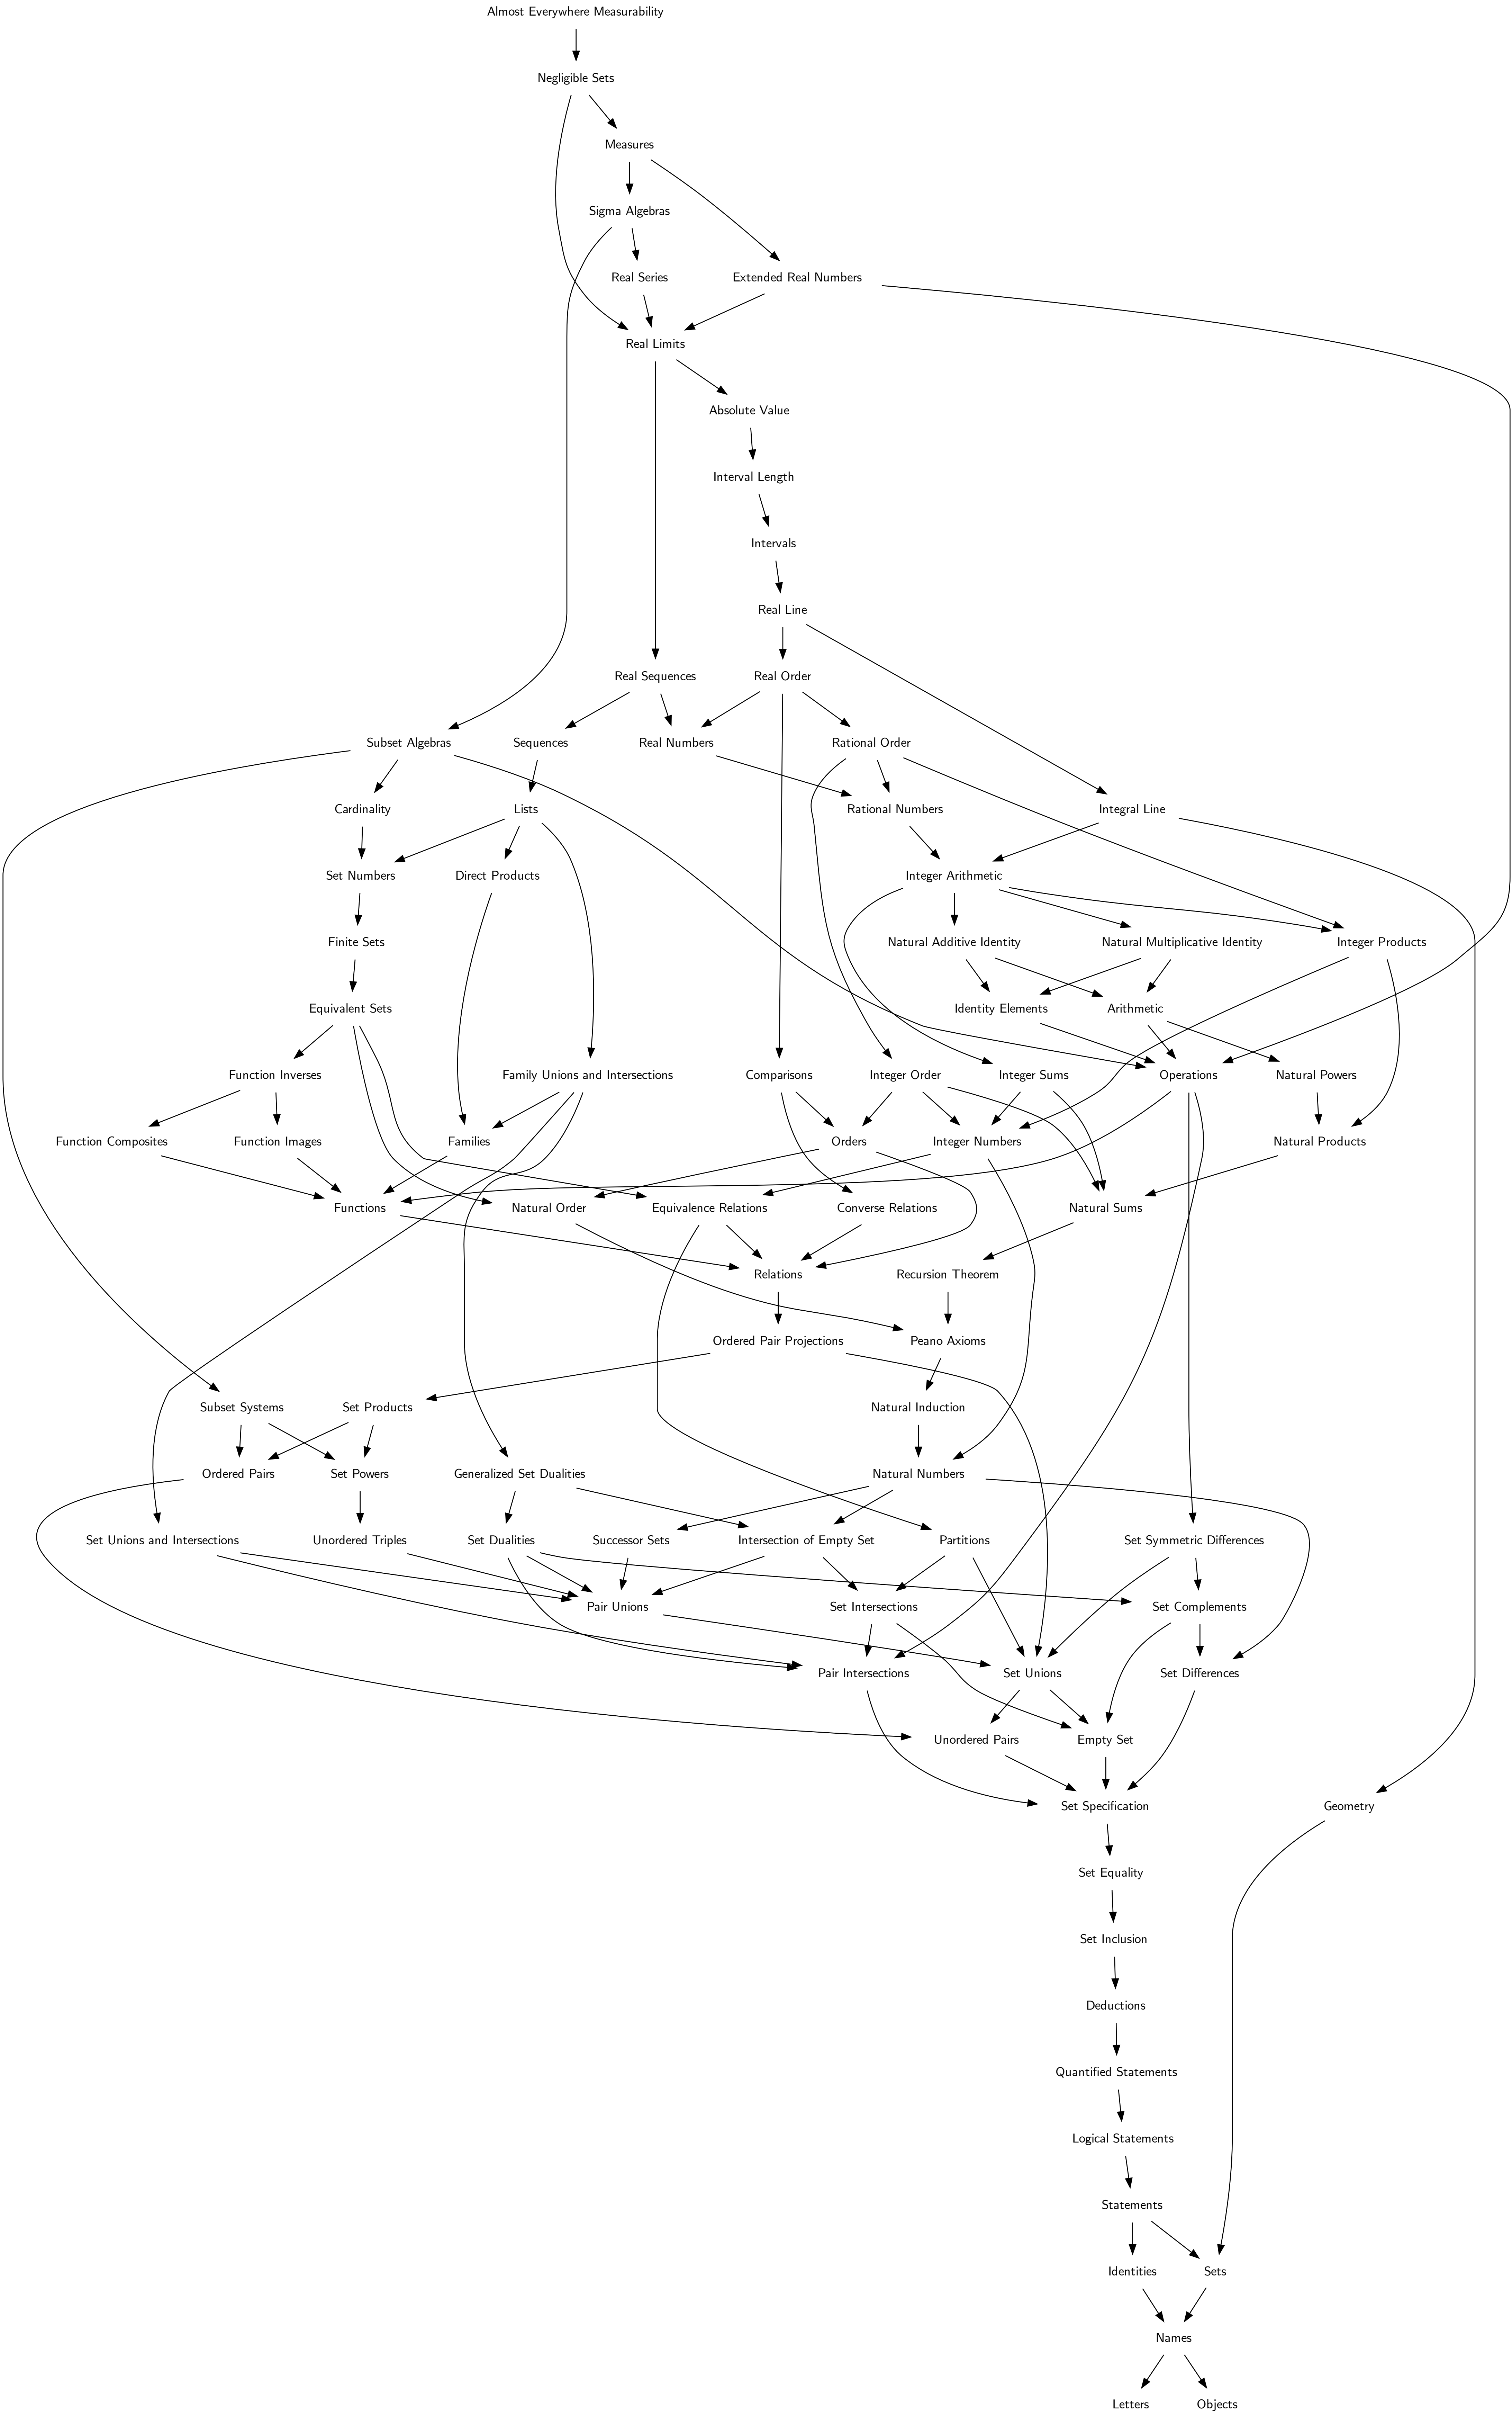 Almost Everywhere Measurability
Negligible Sets
Measures
Sigma Algebras
Real Series
Extended Real Numbers
Real Limits
Absolute Value
Interval Length
Intervals
Real Line
Real Sequences
Real Order
Subset Algebras
Sequences
Real Numbers
Rational Order
Cardinality
Lists
Rational Numbers
Integral Line
Set Numbers
Direct Products
Integer Arithmetic
Finite Sets
Natural Additive Identity
Natural Multiplicative Identity
Integer Products
Equivalent Sets
Identity Elements
Arithmetic
Function Inverses
Family Unions and Intersections
Comparisons
Integer Order
Integer Sums
Operations
Natural Powers
Function Composites
Function Images
Families
Orders
Integer Numbers
Natural Products
Functions
Natural Order
Equivalence Relations
Converse Relations
Natural Sums
Relations
Recursion Theorem
Ordered Pair Projections
Peano Axioms
Subset Systems
Set Products
Natural Induction
Ordered Pairs
Set Powers
Generalized Set Dualities
Natural Numbers
Set Unions and Intersections
Unordered Triples
Set Dualities
Successor Sets
Intersection of Empty Set
Partitions
Set Symmetric Differences
Pair Unions
Set Intersections
Set Complements
Pair Intersections
Set Unions
Set Differences
Unordered Pairs
Empty Set
Set Specification
Geometry
Set Equality
Set Inclusion
Deductions
Quantified Statements
Logical Statements
Statements
Identities
Sets
Names
Letters
Objects